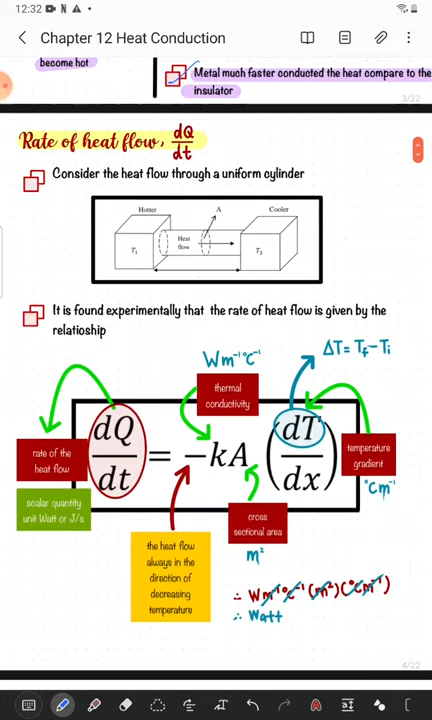 12:32
Chapter 12 Heat Conduction
become hot
Metal much faster conducted the heat compare to the
insulator
3/22
Rate of heat flow, dQ/dt
Consider the heat flow through a uniform cylinder
Hotter A Cooler
T1 Heat flow T2
It is found experimentally that the rate of heat flow is given by the
relatioship
ΔT = Tf - Ti
Wm⁻¹°C⁻¹
thermal
conductivity
dQ/dt = -kA (dT/dx)
rate of the
heat flow
temperature
gradient
°Cm⁻¹
scalar quantity
unit Watt or J/s
cross
sectional area
m²
the heat flow
always in the
direction of
decreasing
temperature
∴ Wm⁻¹°C⁻¹(m²)(°Cm⁻¹)
∴ Watt
4/22